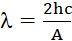 λ = 2hc/A